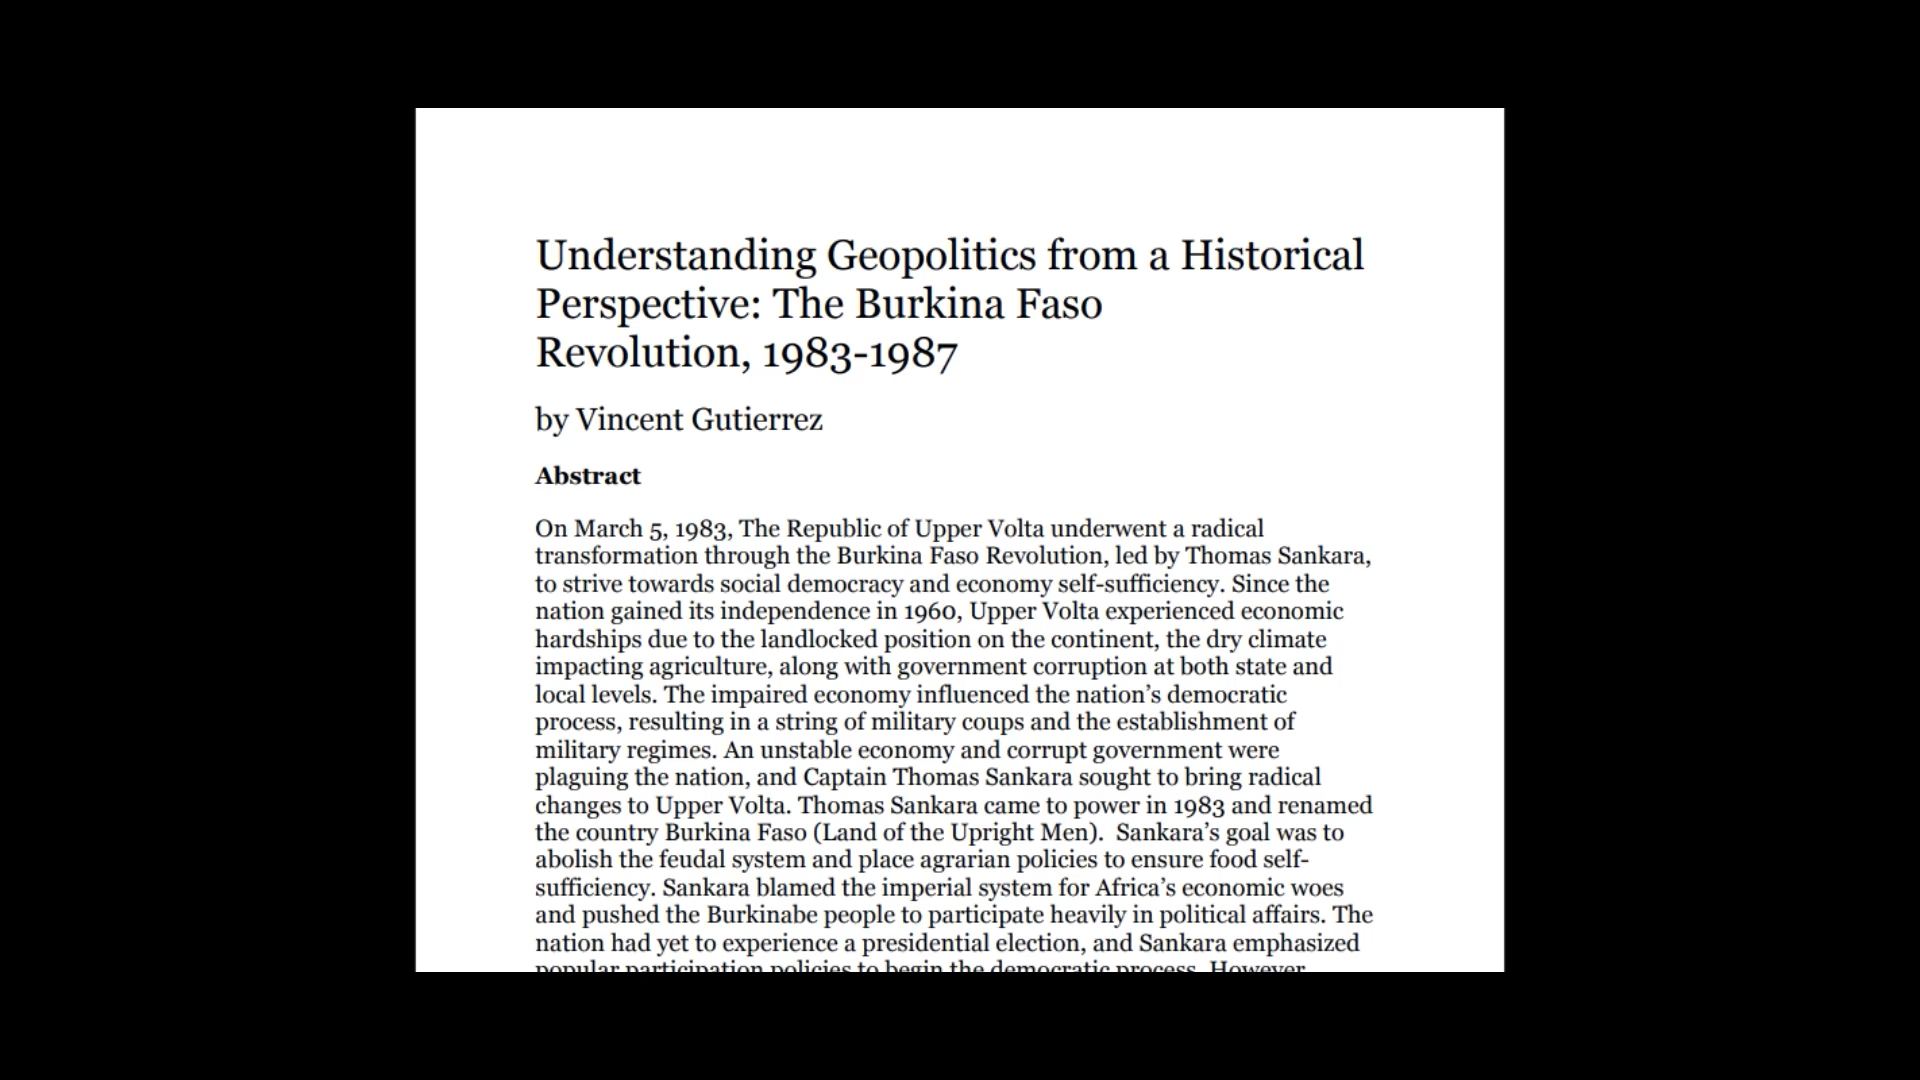 Understanding Geopolitics from a Historical
Perspective: The Burkina Faso
Revolution, 1983-1987
by Vincent Gutierrez
Abstract
On March 5, 1983, The Republic of Upper Volta underwent a radical
transformation through the Burkina Faso Revolution, led by Thomas Sankara,
to strive towards social democracy and economy self-sufficiency. Since the
nation gained its independence in 1960, Upper Volta experienced economic
hardships due to the landlocked position on the continent, the dry climate
impacting agriculture, along with government corruption at both state and
local levels. The impaired economy influenced the nation’s democratic
process, resulting in a string of military coups and the establishment of
military regimes. An unstable economy and corrupt government were
plaguing the nation, and Captain Thomas Sankara sought to bring radical
changes to Upper Volta. Thomas Sankara came to power in 1983 and renamed
the country Burkina Faso (Land of the Upright Men).  Sankara’s goal was to
abolish the feudal system and place agrarian policies to ensure food self-
sufficiency. Sankara blamed the imperial system for Africa’s economic woes
and pushed the Burkinabe people to participate heavily in political affairs. The
nation had yet to experience a presidential election, and Sankara emphasized
popular participation policies to begin the democratic process. However